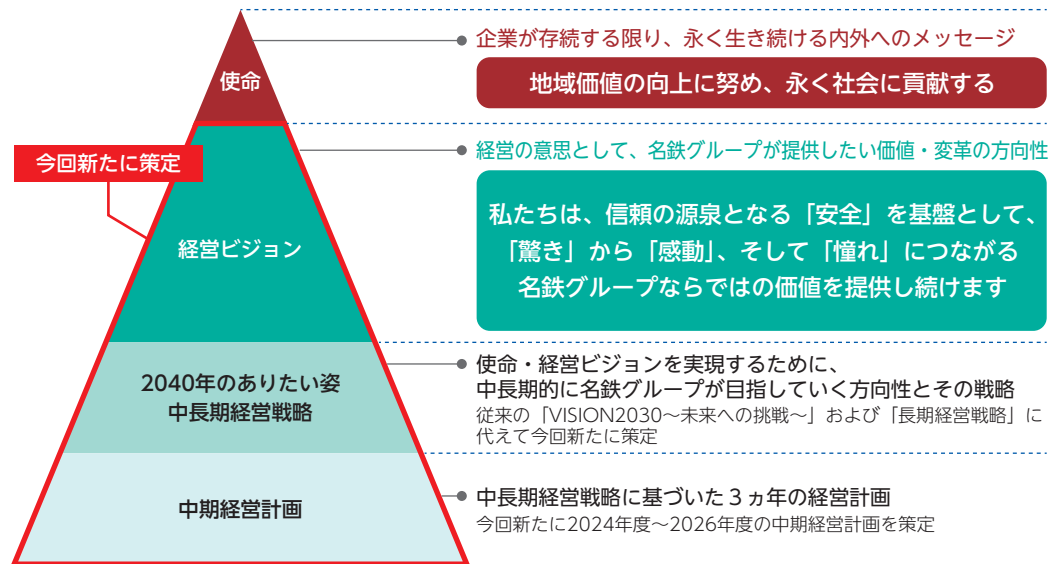 使命
企業が存続する限り、永く生き続ける内外へのメッセージ
地域価値の向上に努め、永く社会に貢献する
今回新たに策定
経営ビジョン
経営の意思として、名鉄グループが提供したい価値・変革の方向性
私たちは、信頼の源泉となる「安全」を基盤として、
「驚き」から「感動」、そして「憧れ」につながる
名鉄グループならではの価値を提供し続けます
2040年のありたい姿
中長期経営戦略
使命・経営ビジョンを実現するために、
中長期的に名鉄グループが目指していく方向性とその戦略
従来の「VISION2030～未来への挑戦～」および「長期経営戦略」に
代えて今回新たに策定
中期経営計画
中長期経営戦略に基づいた3ヵ年の経営計画
今回新たに2024年度～2026年度の中期経営計画を策定